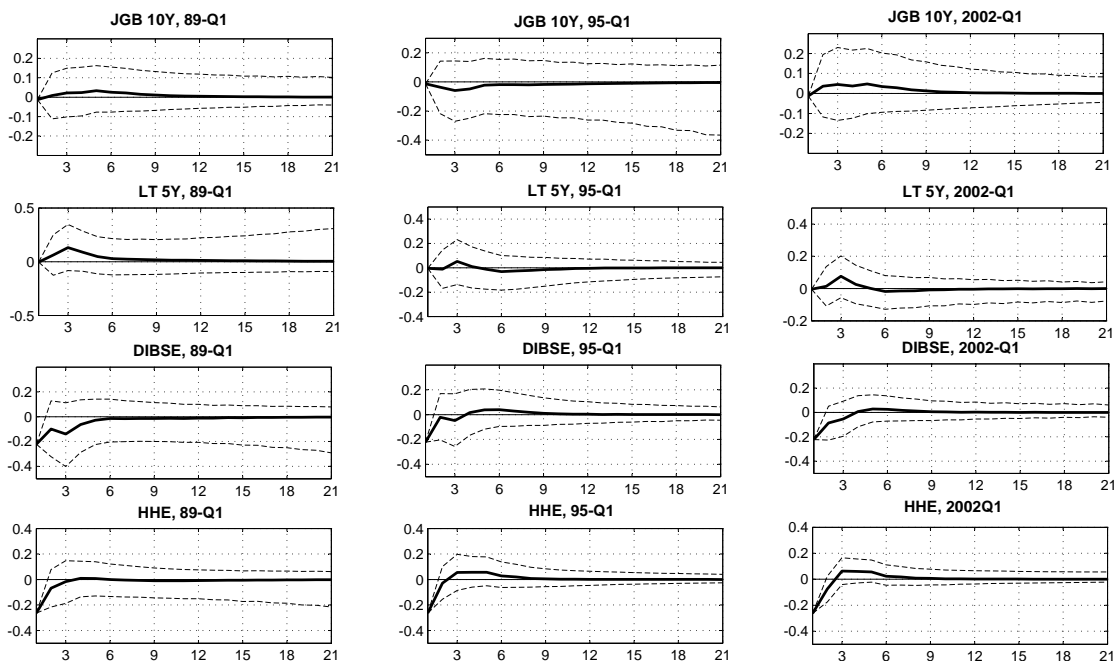 JGB 10Y, 89-Q1
0.2
0.1
0
-0.1
-0.2
3 6 9 12 15 18 21
JGB 10Y, 95-Q1
0.2
0
-0.2
-0.4
3 6 9 12 15 18 21
JGB 10Y, 2002-Q1
0.2
0.1
0
-0.1
-0.2
3 6 9 12 15 18 21
LT 5Y, 89-Q1
0.5
0
-0.5
3 6 9 12 15 18 21
LT 5Y, 95-Q1
0.4
0.2
0
-0.2
-0.4
3 6 9 12 15 18 21
LT 5Y, 2002-Q1
0.4
0.2
0
-0.2
3 6 9 12 15 18 21
DIBSE, 89-Q1
0.2
0
-0.2
-0.4
3 6 9 12 15 18 21
DIBSE, 95-Q1
0.4
0.2
0
-0.2
-0.4
3 6 9 12 15 18 21
DIBSE, 2002-Q1
0.4
0.2
0
-0.2
-0.4
3 6 9 12 15 18 21
HHE, 89-Q1
0.4
0.2
0
-0.2
-0.4
3 6 9 12 15 18 21
HHE, 95-Q1
0.4
0.2
0
-0.2
-0.4
3 6 9 12 15 18 21
HHE, 2002Q1
0.4
0.2
0
-0.2
-0.4
3 6 9 12 15 18 21